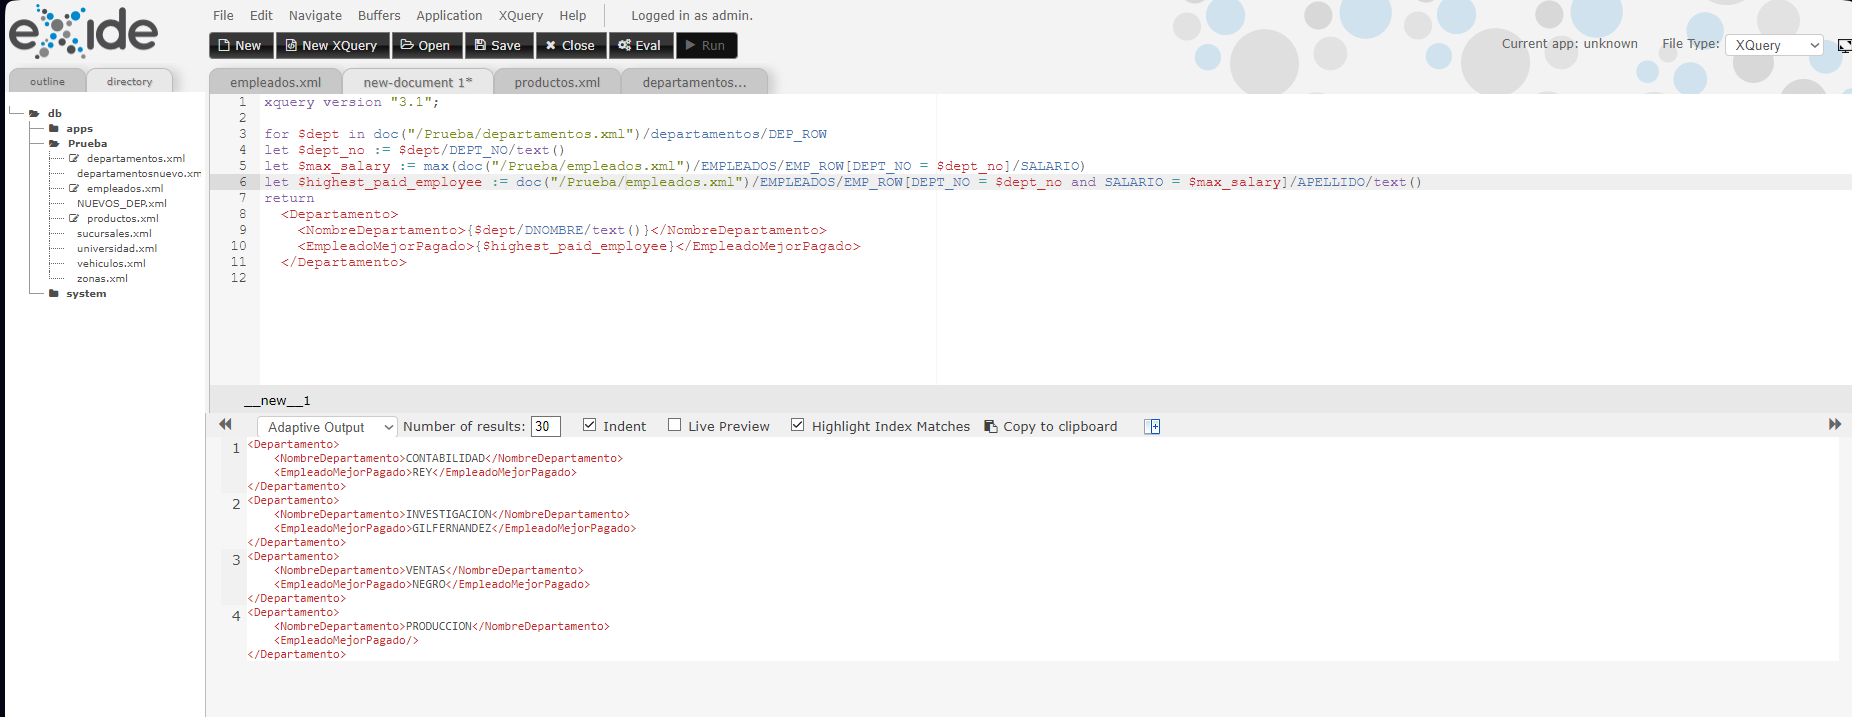 exide
File Edit Navigate Buffers Application XQuery Help Logged in as admin.
New New XQuery Open Save Close Eval Run
Current app: unknown File Type: XQuery
outline directory
empleados.xml new-document 1* productos.xml departamentos...
db
apps
Prueba
departamentos.xml
departamentosnuevo.xm
empleados.xml
NUEVOS_DEP.xml
productos.xml
sucursales.xml
universidad.xml
vehiculos.xml
zonas.xml
system
1 xquery version "3.1";
2
3 for $dept in doc("/Prueba/departamentos.xml")/departamentos/DEP_ROW
4 let $dept_no := $dept/DEPT_NO/text()
5 let $max_salary := max(doc("/Prueba/empleados.xml")/EMPLEADOS/EMP_ROW[DEPT_NO = $dept_no]/SALARIO)
6 let $highest_paid_employee := doc("/Prueba/empleados.xml")/EMPLEADOS/EMP_ROW[DEPT_NO = $dept_no and SALARIO = $max_salary]/APELLIDO/text()
7 return
8 <Departamento>
9 <NombreDepartamento>{$dept/DNOMBRE/text()}</NombreDepartamento>
10 <EmpleadoMejorPagado>{$highest_paid_employee}</EmpleadoMejorPagado>
11 </Departamento>
12
__new__1
Adaptive Output Number of results: 30 Indent Live Preview Highlight Index Matches Copy to clipboard
1 <Departamento>
<NombreDepartamento>CONTABILIDAD</NombreDepartamento>
<EmpleadoMejorPagado>REY</EmpleadoMejorPagado>
</Departamento>
2 <Departamento>
<NombreDepartamento>INVESTIGACION</NombreDepartamento>
<EmpleadoMejorPagado>GILFERNANDEZ</EmpleadoMejorPagado>
</Departamento>
3 <Departamento>
<NombreDepartamento>VENTAS</NombreDepartamento>
<EmpleadoMejorPagado>NEGRO</EmpleadoMejorPagado>
</Departamento>
4 <Departamento>
<NombreDepartamento>PRODUCCION</NombreDepartamento>
<EmpleadoMejorPagado/>
</Departamento>